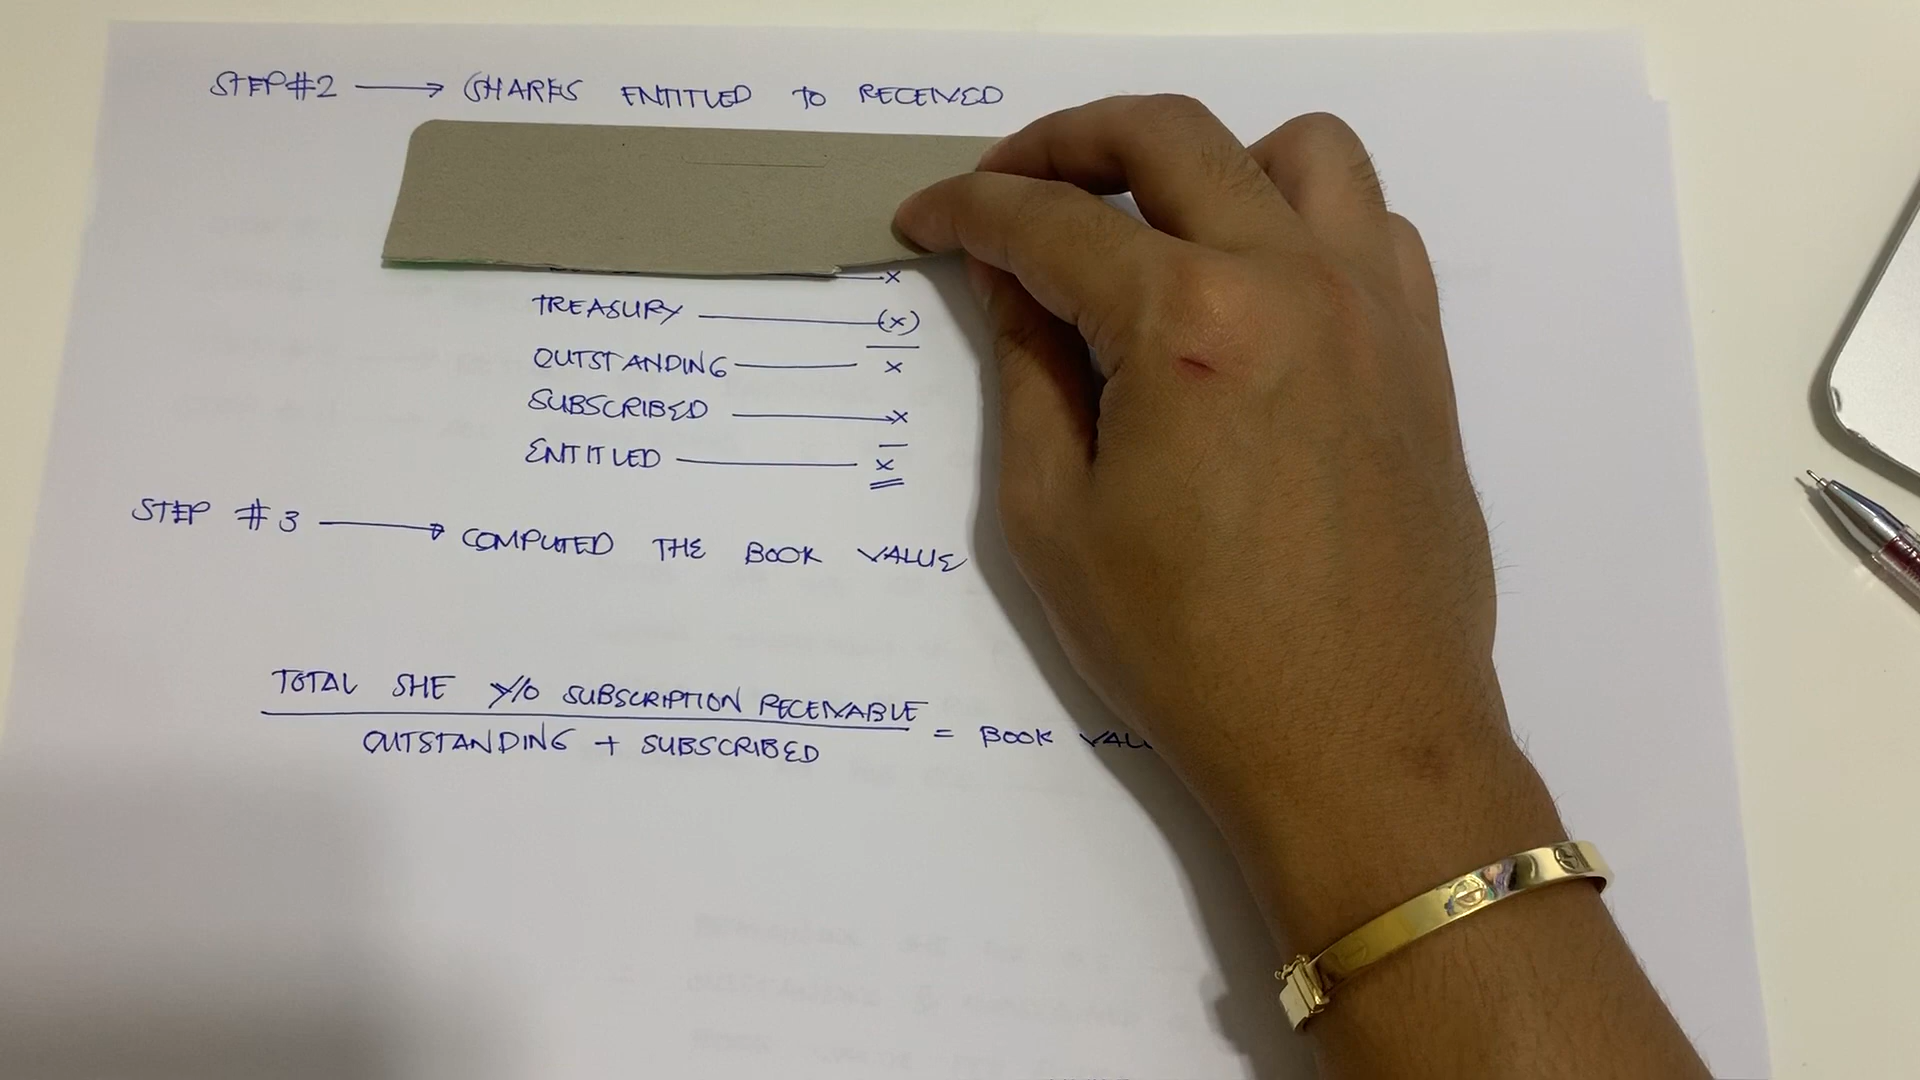 STEP #2 → SHARES ENTITLED TO RECEIVED
x
TREASURY (x)
OUTSTANDING x
SUBSCRIBED x
ENTITLED x
STEP #3 → COMPUTED THE BOOK VALUE
TOTAL SHE Y/O SUBSCRIPTION RECEIVABLE
OUTSTANDING + SUBSCRIBED = BOOK